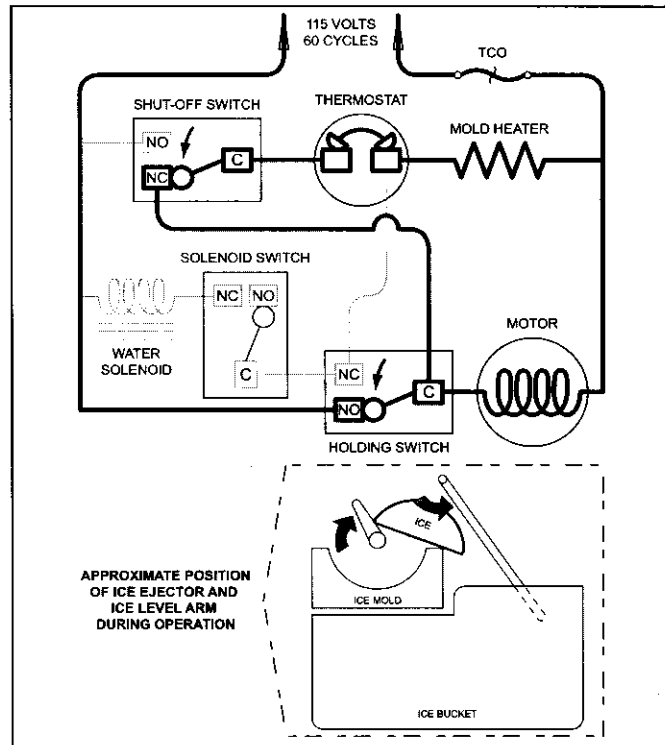 115 VOLTS
60 CYCLES
TCO
SHUT-OFF SWITCH
THERMOSTAT
MOLD HEATER
NO
C
NC
SOLENOID SWITCH
NC
NO
WATER
SOLENOID
C
NC
MOTOR
C
NO
HOLDING SWITCH
ICE
APPROXIMATE POSITION
OF ICE EJECTOR AND
ICE LEVEL ARM
DURING OPERATION
ICE MOLD
ICE BUCKET